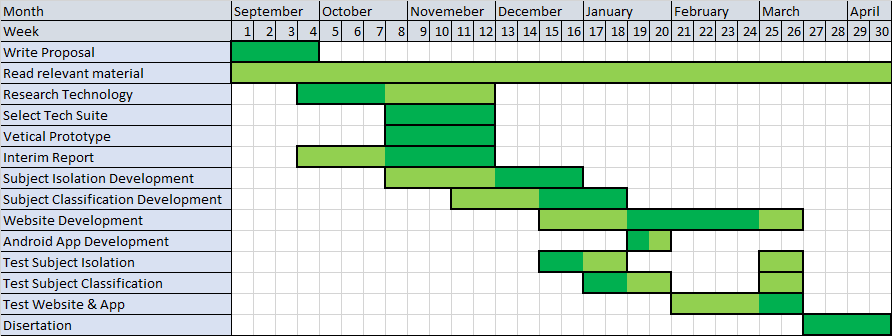 Month September October Novemeber December January February March April
Week 1 2 3 4 5 6 7 8 9 10 11 12 13 14 15 16 17 18 19 20 21 22 23 24 25 26 27 28 29 30
Write Proposal
Read relevant material
Research Technology
Select Tech Suite
Vetical Prototype
Interim Report
Subject Isolation Development
Subject Classification Development
Website Development
Android App Development
Test Subject Isolation
Test Subject Classification
Test Website & App
Disertation